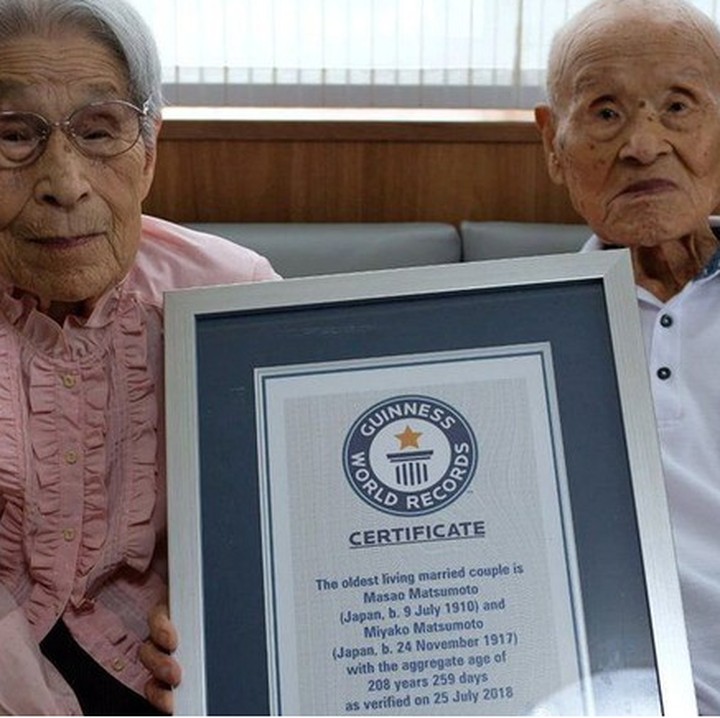 GUINNESS
WORLD RECORDS
CERTIFICATE
The oldest living married couple is
Masao Matsumoto
(Japan, b. 9 July 1910) and
Miyako Matsumoto
(Japan, b. 24 November 1917)
with the aggregate age of
208 years 259 days
as verified on 25 July 2018